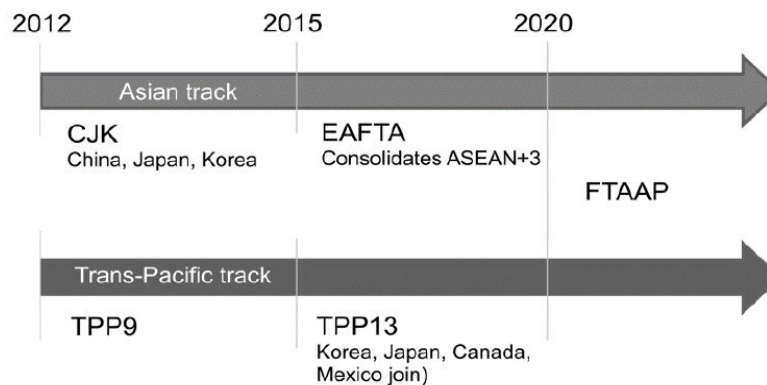 2012 2015 2020
Asian track
CJK EAFTA
China, Japan, Korea Consolidates ASEAN+3
FTAAP
Trans-Pacific track
TPP9 TPP13
Korea, Japan, Canada,
Mexico join)